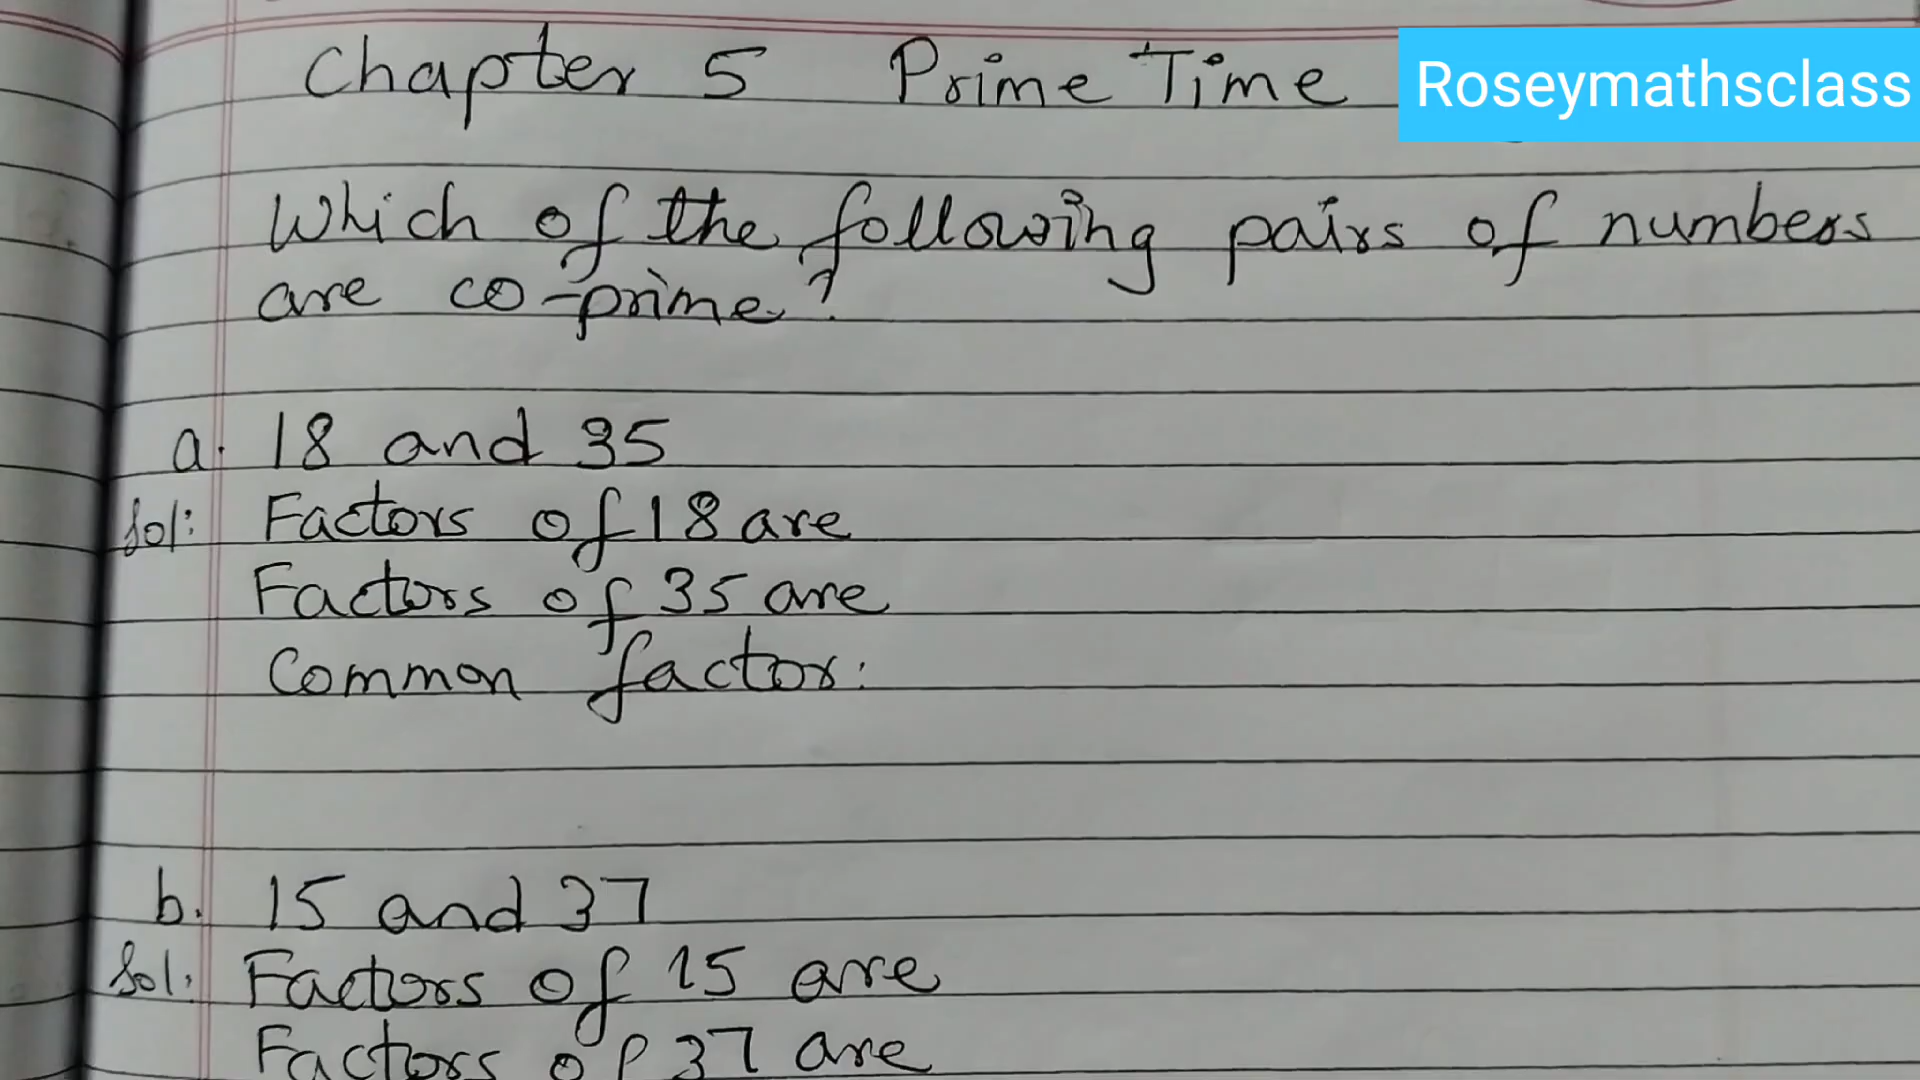 Chapter 5 Prime Time
Roseymathsclass
Which of the following pairs of numbers
are co-prime?
a. 18 and 35
Sol: Factors of 18 are
Factors of 35 are
Common factor:
b. 15 and 37
Sol: Factors of 15 are
Factors of 37 are